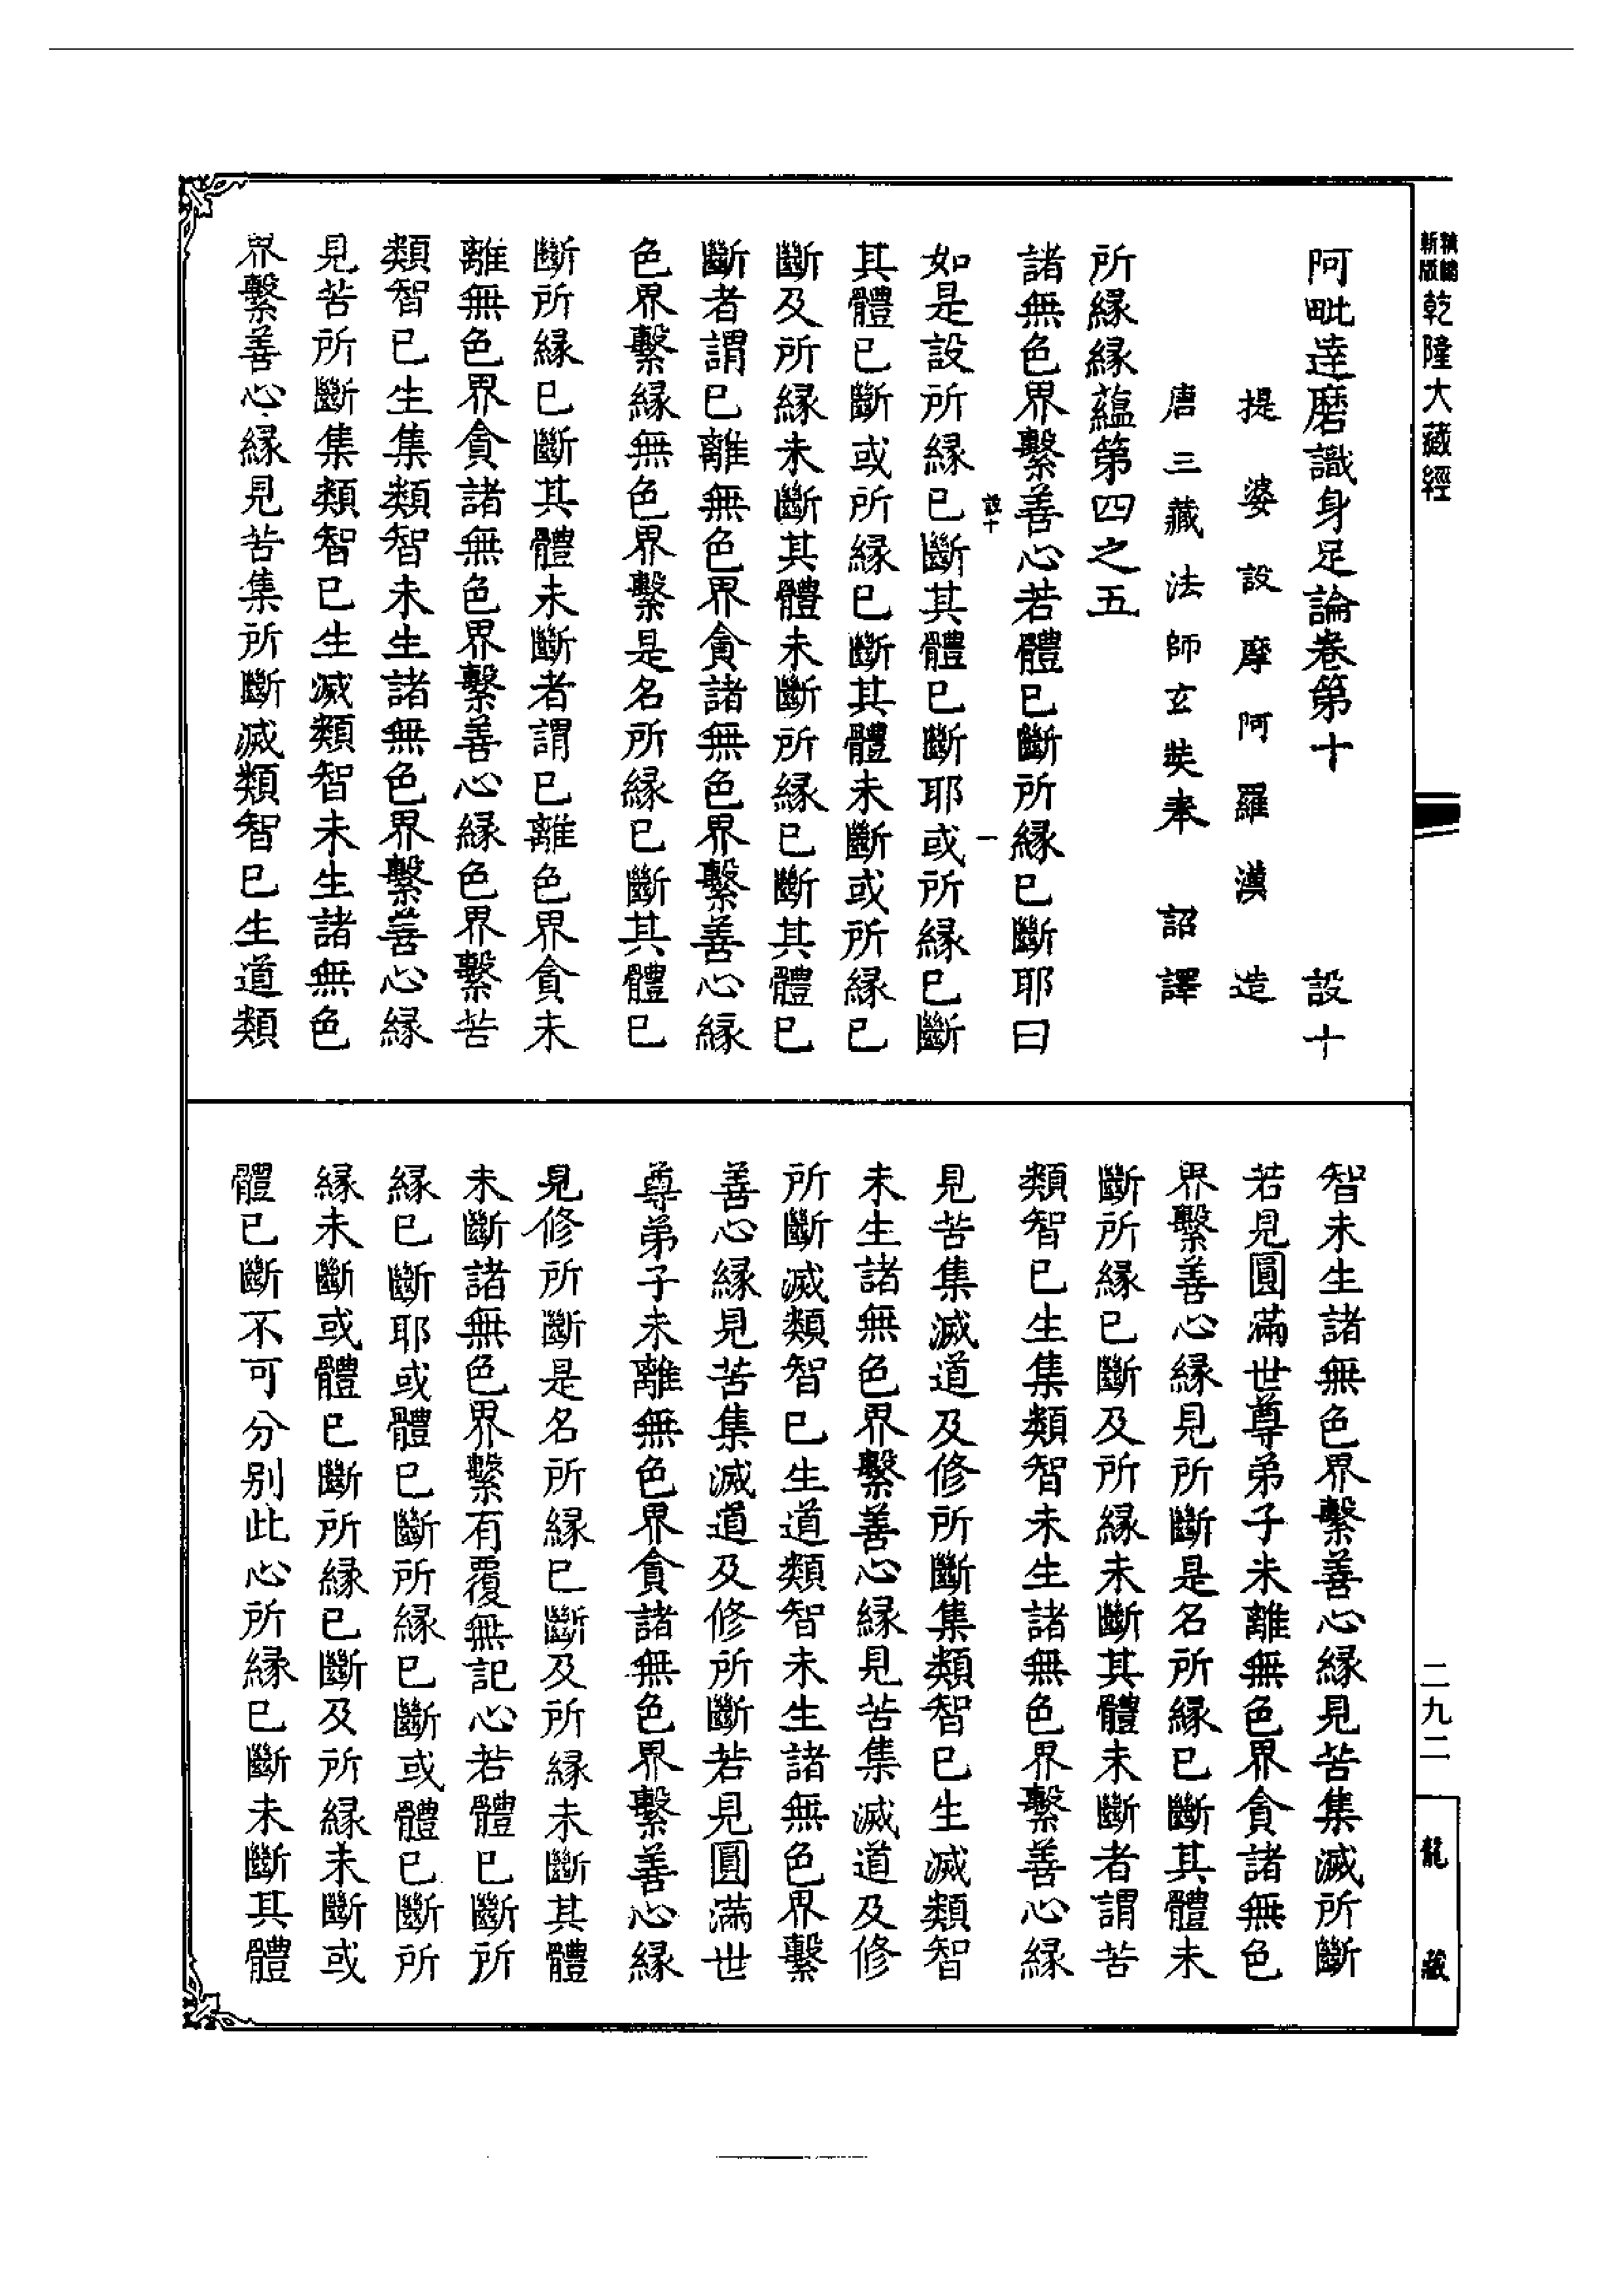 新版精縮乾隆大藏經
二九二
龍藏
阿毗達磨識身足論卷第十 設十
提婆設摩阿羅漢造
唐三藏法師玄奘奉詔譯
所緣緣蘊第四之五
諸無色界繫善心若體已斷所緣已斷耶曰
設十 一
如是設所緣已斷其體已斷耶或所緣已斷
其體已斷或所緣已斷其體未斷或所緣已
斷及所緣未斷其體未斷所緣已斷其體已
斷者謂已離無色界貪諸無色界繫善心緣
色界繫緣無色界繫是名所緣已斷其體已
斷所緣已斷其體未斷者謂已離色界貪未
離無色界貪諸無色界繫善心緣色界繫苦
類智已生集類智未生諸無色界繫善心緣
見苦所斷集類智已生滅類智未生諸無色
界繫善心緣見苦集所斷滅類智已生道類
智未生諸無色界繫善心緣見苦集滅所斷
若見圓滿世尊弟子未離無色界貪諸無色
界繫善心緣見所斷是名所緣已斷其體未
斷所緣已斷及所緣未斷其體未斷者謂苦
類智已生集類智未生諸無色界繫善心緣
見苦集滅道及修所斷集類智已生滅類智
未生諸無色界繫善心緣見苦集滅道及修
所斷滅類智已生道類智未生諸無色界繫
善心緣見苦集滅道及修所斷若見圓滿世
尊弟子未離無色界貪諸無色界繫善心緣
見修所斷是名所緣已斷及所緣未斷其體
未斷諸無色界繫有覆無記心若體已斷所
緣已斷耶或體已斷所緣已斷或體已斷所
緣未斷或體已斷所緣已斷及所緣未斷或
體已斷不可分別此心所緣已斷未斷其體